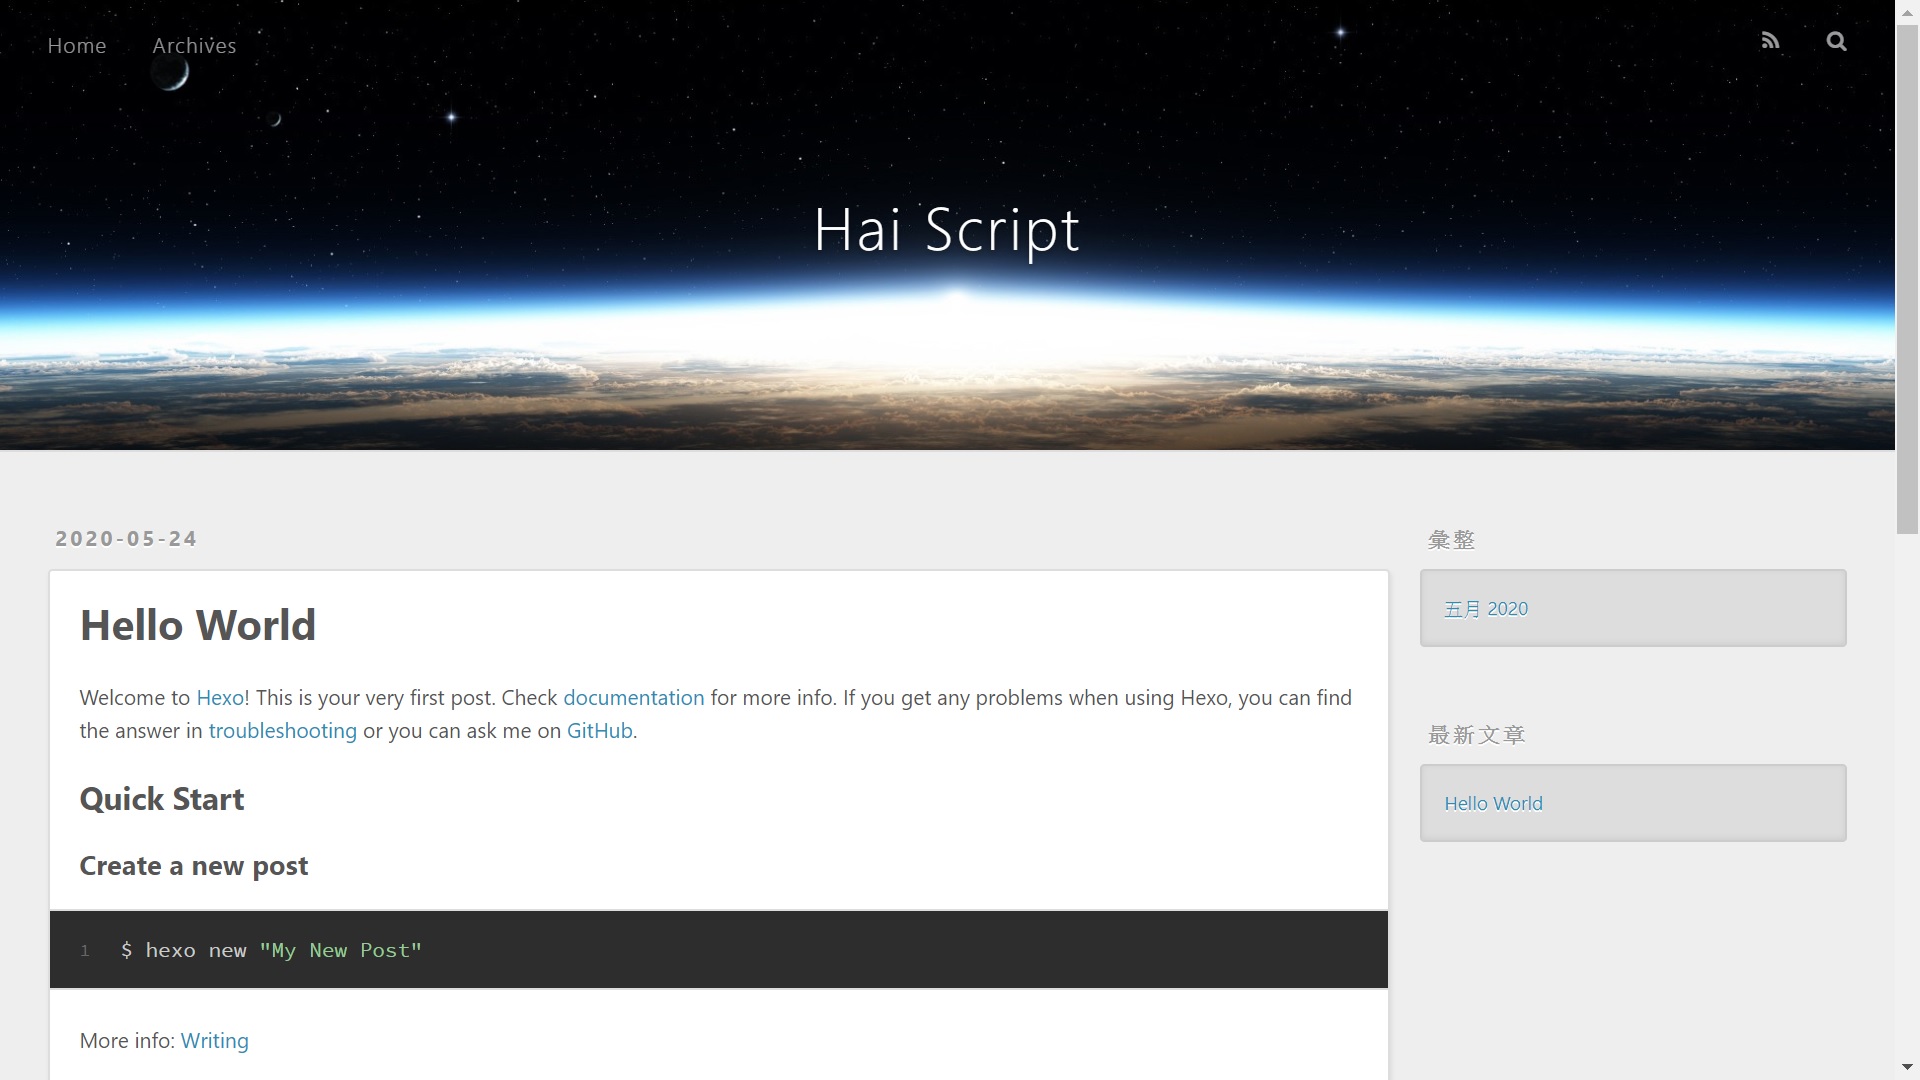 Home Archives
Hai Script
2020-05-24
Hello World
Welcome to Hexo! This is your very first post. Check documentation for more info. If you get any problems when using Hexo, you can find
the answer in troubleshooting or you can ask me on GitHub.
Quick Start
Create a new post
1 $ hexo new "My New Post"
More info: Writing
彙整
五月 2020
最新文章
Hello World